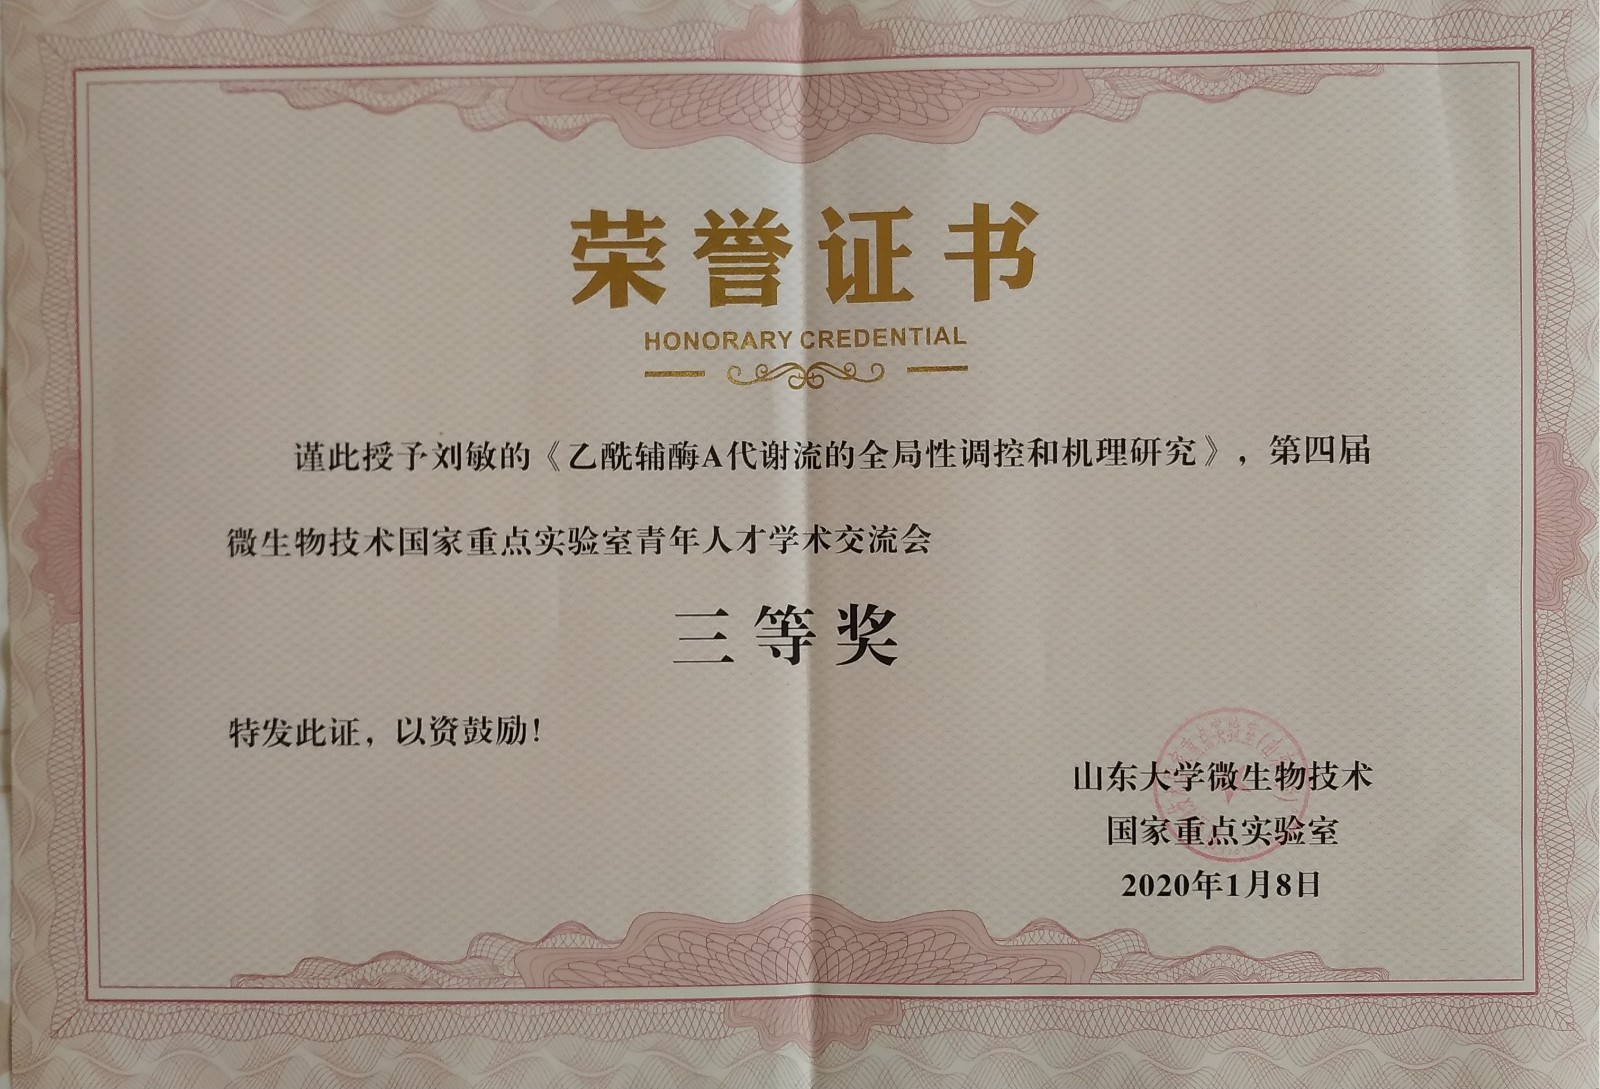 荣誉证书
HONORARY CREDENTIAL
谨此授予刘敏的《乙酰辅酶A代谢流的全局性调控和机理研究》，第四届
微生物技术国家重点实验室青年人才学术交流会
三等奖
特发此证，以资鼓励！
山东大学微生物技术
国家重点实验室
2020年1月8日